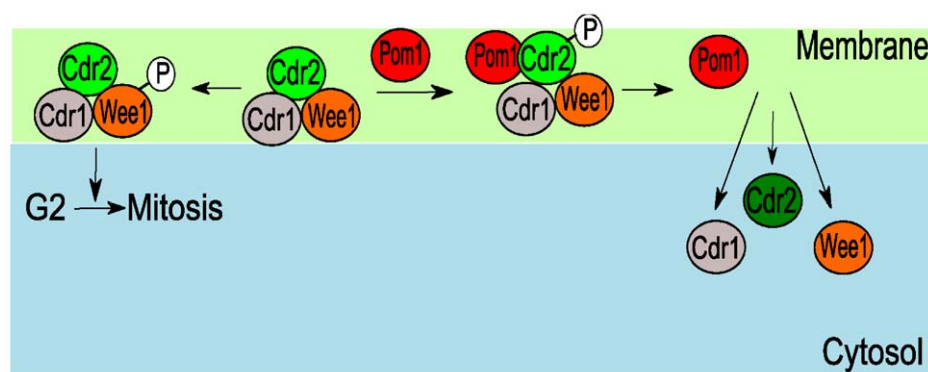 Membrane
Cdr2
P
Cdr1
Wee1
Cdr2
Cdr1
Wee1
Pom1
P
Pom1
Cdr2
Cdr1
Wee1
Pom1
G2
Mitosis
Cdr2
Cdr1
Wee1
Cytosol